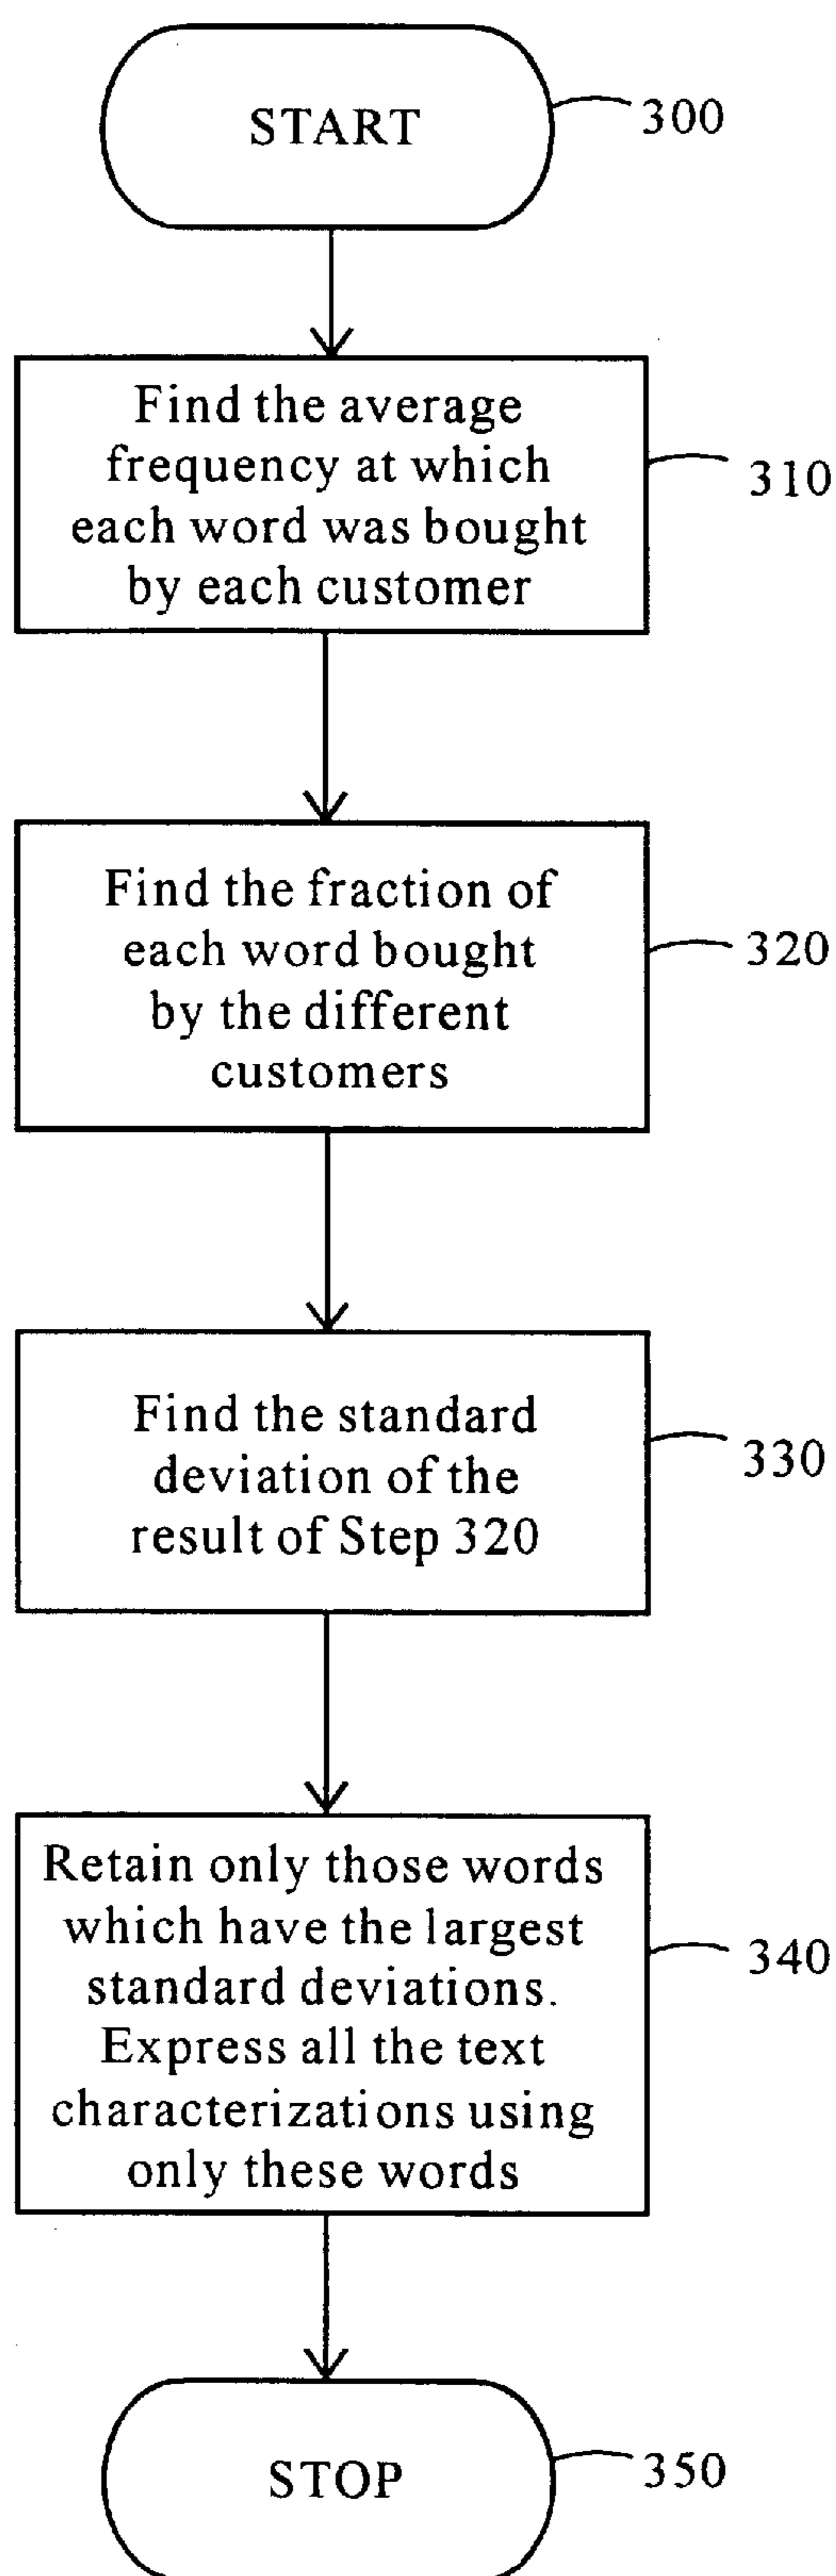 START
300
Find the average
frequency at which
each word was bought
by each customer
310
Find the fraction of
each word bought
by the different
customers
320
Find the standard
deviation of the
result of Step 320
330
Retain only those words
which have the largest
standard deviations.
Express all the text
characterizations using
only these words
340
STOP
350